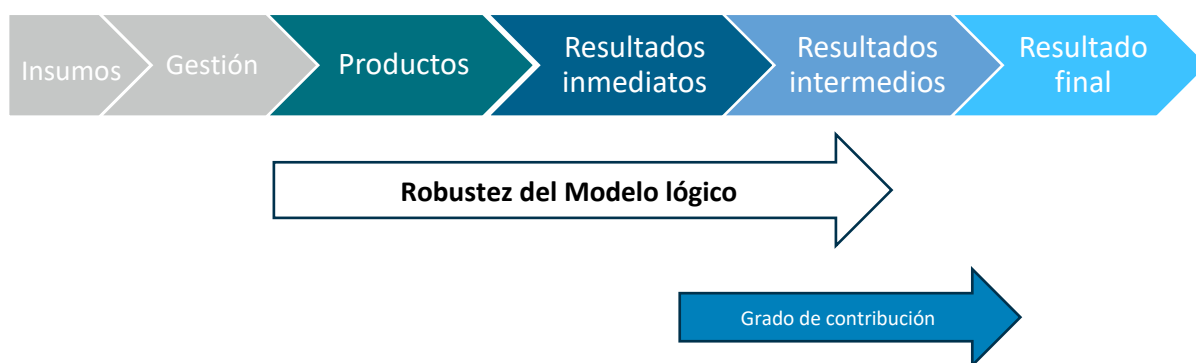 Insumos
Gestión
Productos
Resultados
inmediatos
Resultados
intermedios
Resultado
final
Robustez del Modelo lógico
Grado de contribución